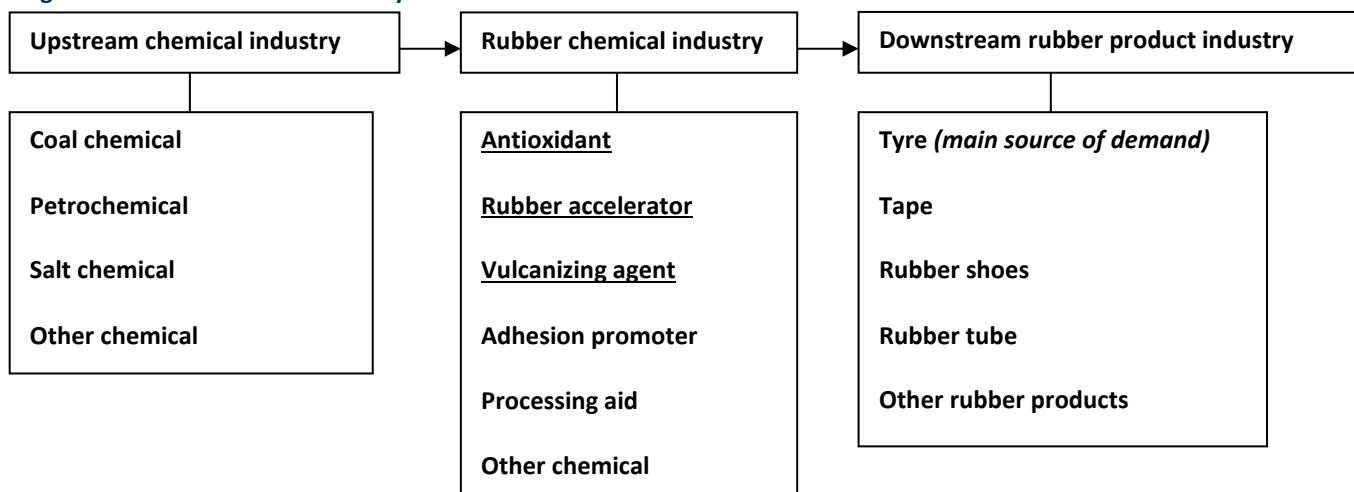 Upstream chemical industry
Rubber chemical industry
Downstream rubber product industry
Coal chemical
Petrochemical
Salt chemical
Other chemical
Antioxidant
Rubber accelerator
Vulcanizing agent
Adhesion promoter
Processing aid
Other chemical
Tyre (main source of demand)
Tape
Rubber shoes
Rubber tube
Other rubber products